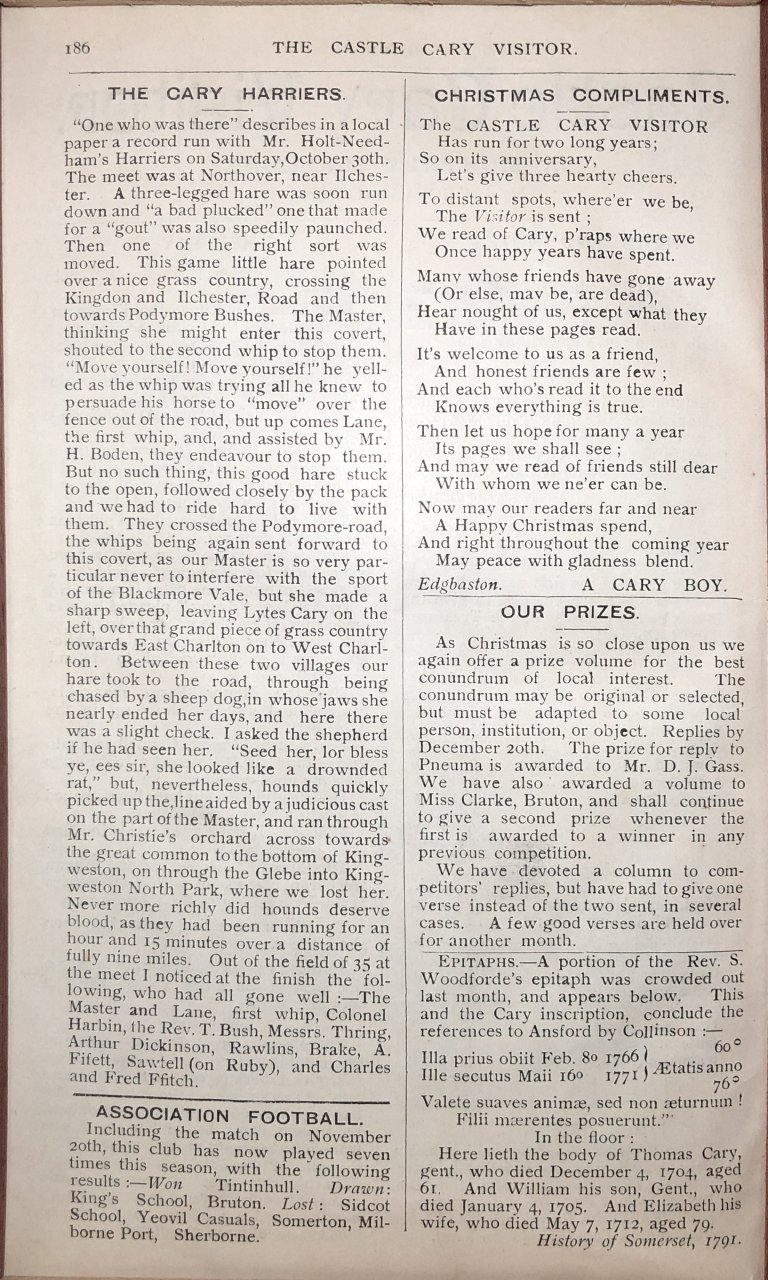 186
THE CASTLE CARY VISITOR.
THE CARY HARRIERS.
"One who was there" describes in a local
paper a record run with Mr. Holt-Need-
ham's Harriers on Saturday,October 30th.
The meet was at Northover, near Ilches-
ter. A three-legged hare was soon run
down and "a bad plucked" one that made
for a "gout" was also speedily paunched.
Then one of the right sort was
moved. This game little hare pointed
over a nice grass country, crossing the
Kingdon and Ilchester, Road and then
towards Podymore Bushes. The Master,
thinking she might enter this covert,
shouted to the second whip to stop them.
"Move yourself! Move yourself!" he yell-
ed as the whip was trying all he knew to
persuade his horse to "move" over the
fence out of the road, but up comes Lane,
the first whip, and, and assisted by Mr.
H. Boden, they endeavour to stop them.
But no such thing, this good hare stuck
to the open, followed closely by the pack
and we had to ride hard to live with
them. They crossed the Podymore-road,
the whips being again sent forward to
this covert, as our Master is so very par-
ticular never to interfere with the sport
of the Blackmore Vale, but she made a
sharp sweep, leaving Lytes Cary on the
left, over that grand piece of grass country
towards East Charlton on to West Charl-
ton. Between these two villages our
hare took to the road, through being
chased by a sheep dog,in whose jaws she
nearly ended her days, and here there
was a slight check. I asked the shepherd
if he had seen her. "Seed her, lor bless
ye, ees sir, she looked like a drownded
rat," but, nevertheless, hounds quickly
picked up the,line aided by a judicious cast
on the part of the Master, and ran through
Mr. Christie's orchard across towards
the great common to the bottom of King-
weston, on through the Glebe into King-
weston North Park, where we lost her.
Never more richly did hounds deserve
blood, as they had been running for an
hour and 15 minutes over a distance of
fully nine miles. Out of the field of 35 at
the meet I noticed at the finish the fol-
lowing, who had all gone well :—The
Master and Lane, first whip, Colonel
Harbin, the Rev. T. Bush, Messrs. Thring,
Arthur Dickinson, Rawlins, Brake, A.
Fifett, Sawtell (on Ruby), and Charles
and Fred Ffitch.
ASSOCIATION FOOTBALL.
Including the match on November
20th, this club has now played seven
times this season, with the following
results :—Won Tintinhull. Drawn:
King's School, Bruton. Lost : Sidcot
School, Yeovil Casuals, Somerton, Mil-
borne Port, Sherborne.
CHRISTMAS COMPLIMENTS.
The CASTLE CARY VISITOR
Has run for two long years;
So on its anniversary,
Let's give three hearty cheers.
To distant spots, where'er we be,
The Visitor is sent ;
We read of Cary, p'raps where we
Once happy years have spent.
Many whose friends have gone away
(Or else, may be, are dead),
Hear nought of us, except what they
Have in these pages read.
It's welcome to us as a friend,
And honest friends are few ;
And each who's read it to the end
Knows everything is true.
Then let us hope for many a year
Its pages we shall see ;
And may we read of friends still dear
With whom we ne'er can be.
Now may our readers far and near
A Happy Christmas spend,
And right throughout the coming year
May peace with gladness blend.
Edgbaston. A CARY BOY.
OUR PRIZES.
As Christmas is so close upon us we
again offer a prize volume for the best
conundrum of local interest. The
conundrum may be original or selected,
but must be adapted to some local
person, institution, or object. Replies by
December 20th. The prize for reply to
Pneuma is awarded to Mr. D. J. Gass.
We have also awarded a volume to
Miss Clarke, Bruton, and shall continue
to give a second prize whenever the
first is awarded to a winner in any
previous competition.
We have devoted a column to com-
petitors' replies, but have had to give one
verse instead of the two sent, in several
cases. A few good verses are held over
for another month.
EPITAPHS.—A portion of the Rev. S.
Woodforde's epitaph was crowded out
last month, and appears below. This
and the Cary inscription, conclude the
references to Ansford by Collinson :—
60°
Illa prius obiit Feb. 80 1766 }
Ille secutus Maii 160 1771 } Ætatis anno
76°
Valete suaves animæ, sed non æturnum !
Filii mærentes posuerunt."
In the floor :
Here lieth the body of Thomas Cary,
gent., who died December 4, 1704, aged
61. And William his son, Gent., who
died January 4, 1705. And Elizabeth his
wife, who died May 7, 1712, aged 79.
History of Somerset, 1791.